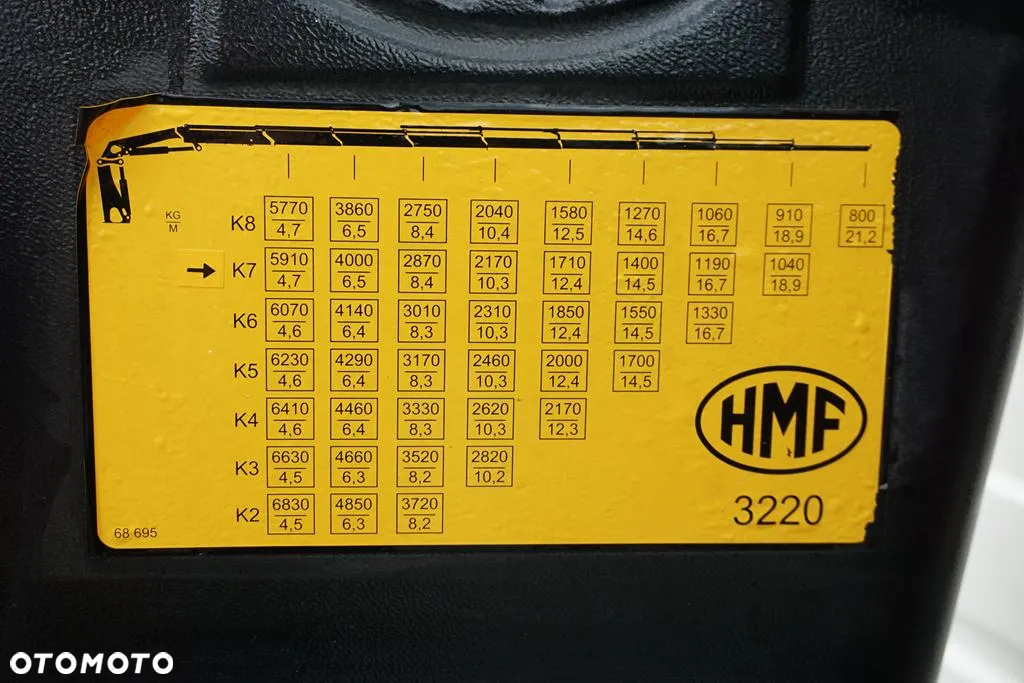 KG
M
K8 5770 3860 2750 2040 1580 1270 1060 910 800
4,7 6,5 8,4 10,4 12,5 14,6 16,7 18,9 21,2
K7 5910 4000 2870 2170 1710 1400 1190 1040
4,7 6,5 8,4 10,3 12,4 14,5 16,7 18,9
K6 6070 4140 3010 2310 1850 1550 1330
4,6 6,4 8,3 10,3 12,4 14,5 16,7
K5 6230 4290 3170 2460 2000 1700
4,6 6,4 8,3 10,3 12,4 14,5
K4 6410 4460 3330 2620 2170
4,6 6,4 8,3 10,3 12,3
K3 6630 4660 3520 2820
4,5 6,3 8,2 10,2
K2 6830 4850 3720
4,5 6,3 8,2
HMF
3220
68 695
OTOMOTO